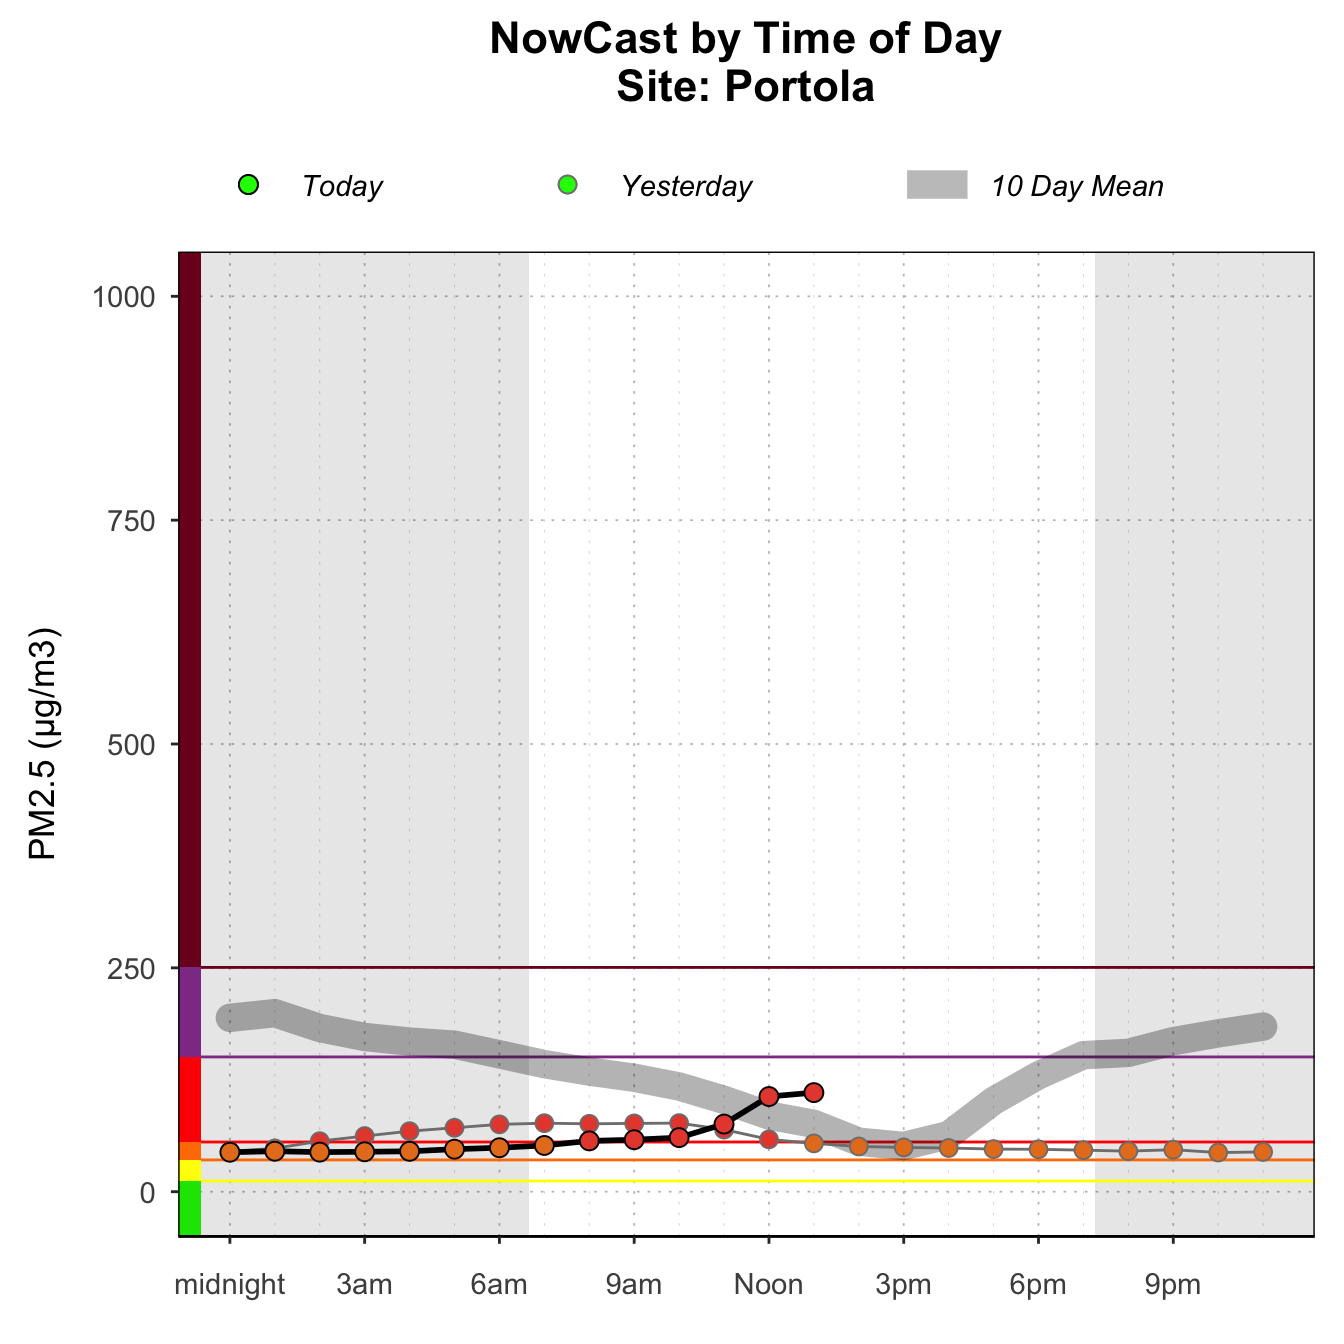 NowCast by Time of Day
Site: Portola
Today
Yesterday
10 Day Mean
PM2.5 (µg/m3)
1000
750
500
250
0
midnight 3am 6am 9am Noon 3pm 6pm 9pm